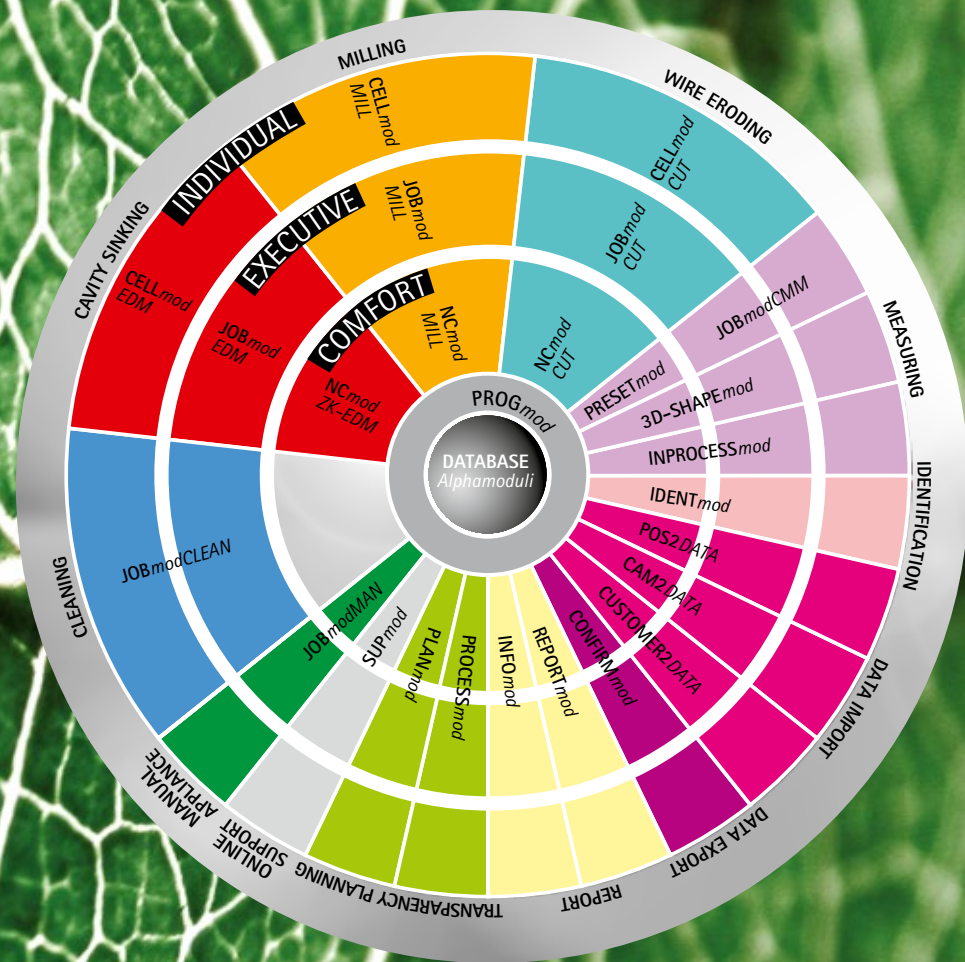 MILLING
WIRE ERODING
MEASURING
IDENTIFICATION
DATA IMPORT
DATA EXPORT
REPORT
TRANSPARENCY PLANNING
ONLINE
SUPPORT
MANUAL
APPLIANCE
CLEANING
CAVITY SINKING
INDIVIDUAL
EXECUTIVE
COMFORT
CELLmod
MILL
JOBmod
MILL
NCmod
MILL
CELLmod
CUT
JOBmod
CUT
NCmod
CUT
CELLmod
EDM
JOBmod
EDM
NCmod
ZK-EDM
JOBmodCMM
PRESETmod
3D-SHAPEmod
INPROCESSmod
IDENTmod
POS2DATA
CAM2DATA
CUSTOMER2DATA
CONFIRMmod
REPORTmod
INFOmod
PROCESSmod
PLANmod
SUPmod
JOBmodMAN
JOBmodCLEAN
PROGmod
DATABASE
Alphamoduli